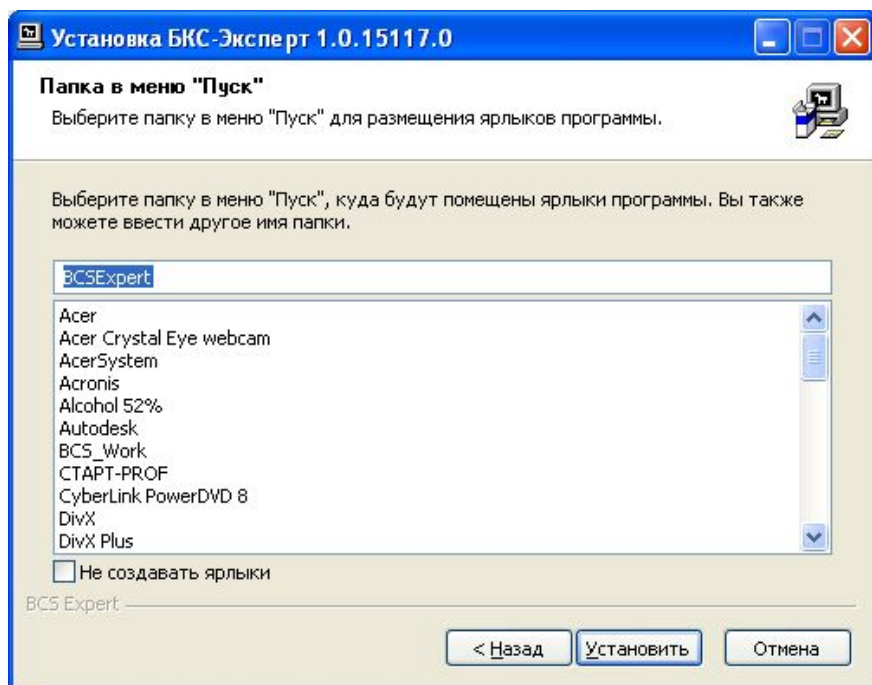 Установка БКС-Эксперт 1.0.15117.0
Папка в меню "Пуск"
Выберите папку в меню "Пуск" для размещения ярлыков программы.
Выберите папку в меню "Пуск", куда будут помещены ярлыки программы. Вы также
можете ввести другое имя папки.
BCSExpert
Acer
Acer Crystal Eye webcam
AcerSystem
Acronis
Alcohol 52%
Autodesk
BCS_Work
CTAPT-PROF
CyberLink PowerDVD 8
DivX
DivX Plus
Не создавать ярлыки
BCS Expert
< Назад
Установить
Отмена